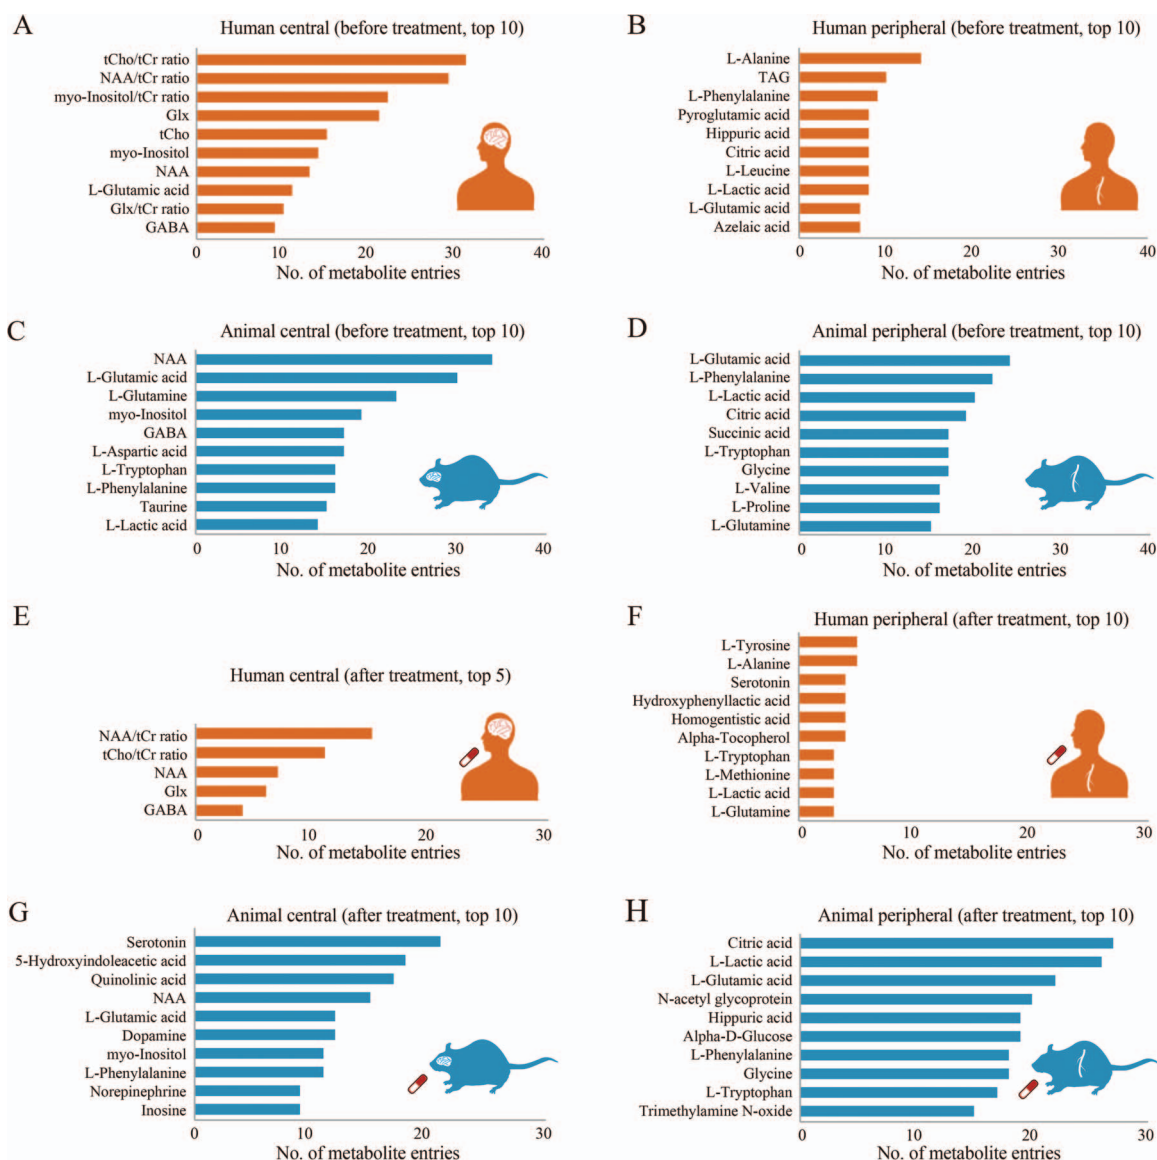 A
Human central (before treatment, top 10)
tCho/tCr ratio
NAA/tCr ratio
myo-Inositol/tCr ratio
Glx
tCho
myo-Inositol
NAA
L-Glutamic acid
Glx/tCr ratio
GABA
0 10 20 30 40
No. of metabolite entries
B
Human peripheral (before treatment, top 10)
L-Alanine
TAG
L-Phenylalanine
Pyroglutamic acid
Hippuric acid
Citric acid
L-Leucine
L-Lactic acid
L-Glutamic acid
Azelaic acid
0 10 20 30 40
No. of metabolite entries
C
Animal central (before treatment, top 10)
NAA
L-Glutamic acid
L-Glutamine
myo-Inositol
GABA
L-Aspartic acid
L-Tryptophan
L-Phenylalanine
Taurine
L-Lactic acid
0 10 20 30 40
No. of metabolite entries
D
Animal peripheral (before treatment, top 10)
L-Glutamic acid
L-Phenylalanine
L-Lactic acid
Citric acid
Succinic acid
L-Tryptophan
Glycine
L-Valine
L-Proline
L-Glutamine
0 10 20 30 40
No. of metabolite entries
E
Human central (after treatment, top 5)
NAA/tCr ratio
tCho/tCr ratio
NAA
Glx
GABA
0 10 20 30
No. of metabolite entries
F
Human peripheral (after treatment, top 10)
L-Tyrosine
L-Alanine
Serotonin
Hydroxyphenyllactic acid
Homogentistic acid
Alpha-Tocopherol
L-Tryptophan
L-Methionine
L-Lactic acid
L-Glutamine
0 10 20 30
No. of metabolite entries
G
Animal central (after treatment, top 10)
Serotonin
5-Hydroxyindoleacetic acid
Quinolinic acid
NAA
L-Glutamic acid
Dopamine
myo-Inositol
L-Phenylalanine
Norepinephrine
Inosine
0 10 20 30
No. of metabolite entries
H
Animal peripheral (after treatment, top 10)
Citric acid
L-Lactic acid
L-Glutamic acid
N-acetyl glycoprotein
Hippuric acid
Alpha-D-Glucose
L-Phenylalanine
Glycine
L-Tryptophan
Trimethylamine N-oxide
0 10 20 30
No. of metabolite entries